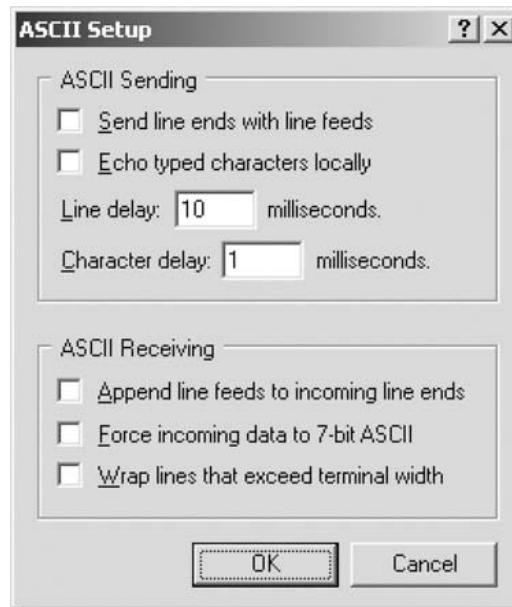 ASCII Setup
ASCII Sending
Send line ends with line feeds
Echo typed characters locally
Line delay: 10 milliseconds.
Character delay: 1 milliseconds.
ASCII Receiving
Append line feeds to incoming line ends
Force incoming data to 7-bit ASCII
Wrap lines that exceed terminal width
OK Cancel